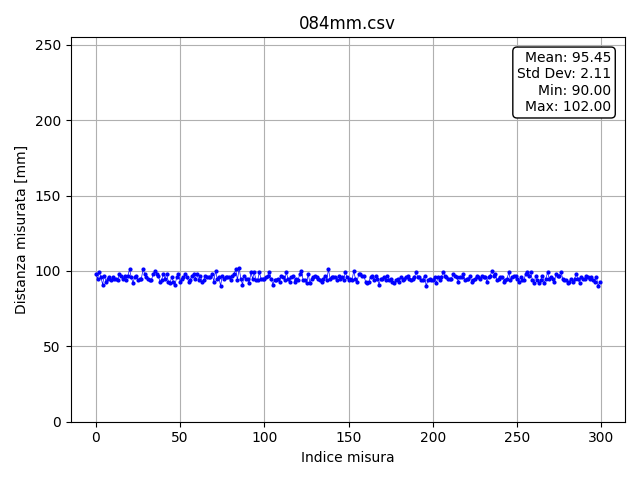 084mm.csv
Mean: 95.45
Std Dev: 2.11
Min: 90.00
Max: 102.00
Distanza misurata [mm]
250
200
150
100
50
0
0 50 100 150 200 250 300
Indice misura